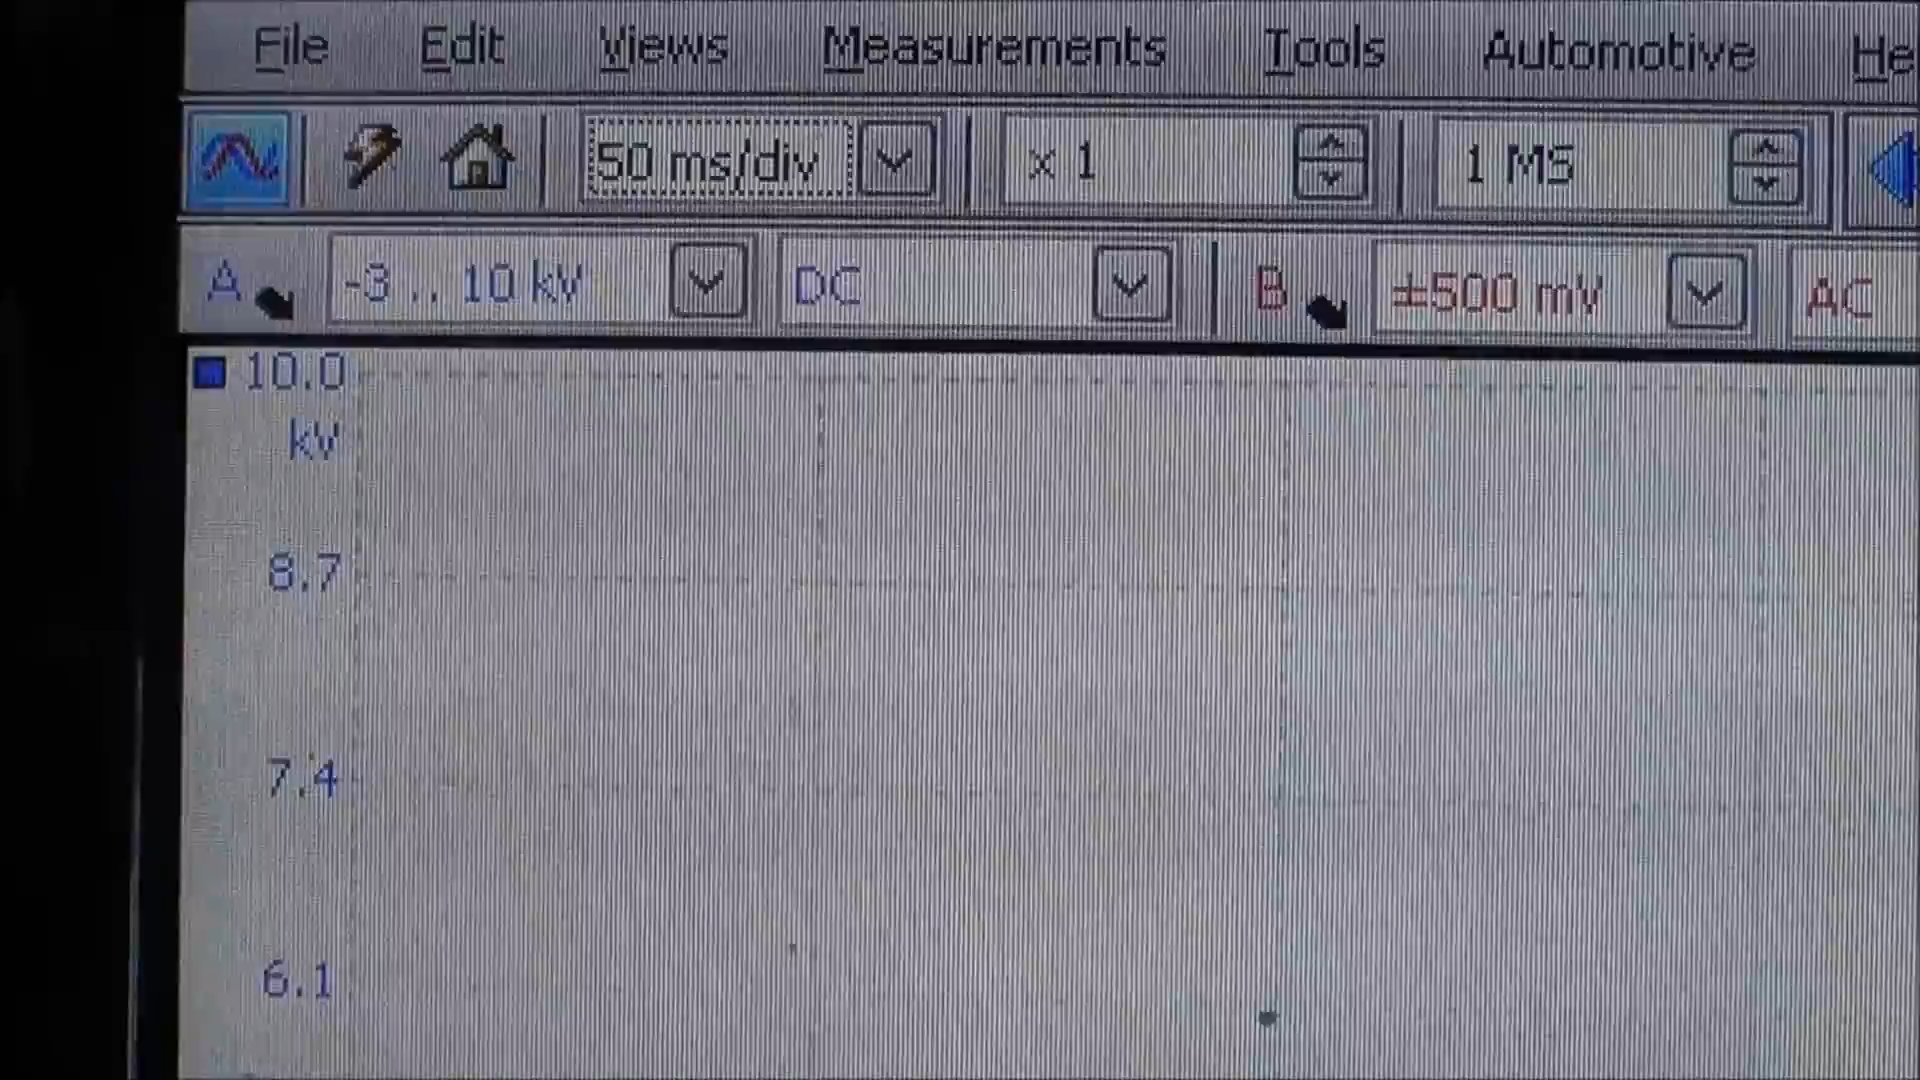 File Edit Views Measurements Tools Automotive He
50 ms/div x 1 1 MS
A -3 .. 10 kV DC B ±500 mV AC
10.0
kV
8.7
7.4
6.1